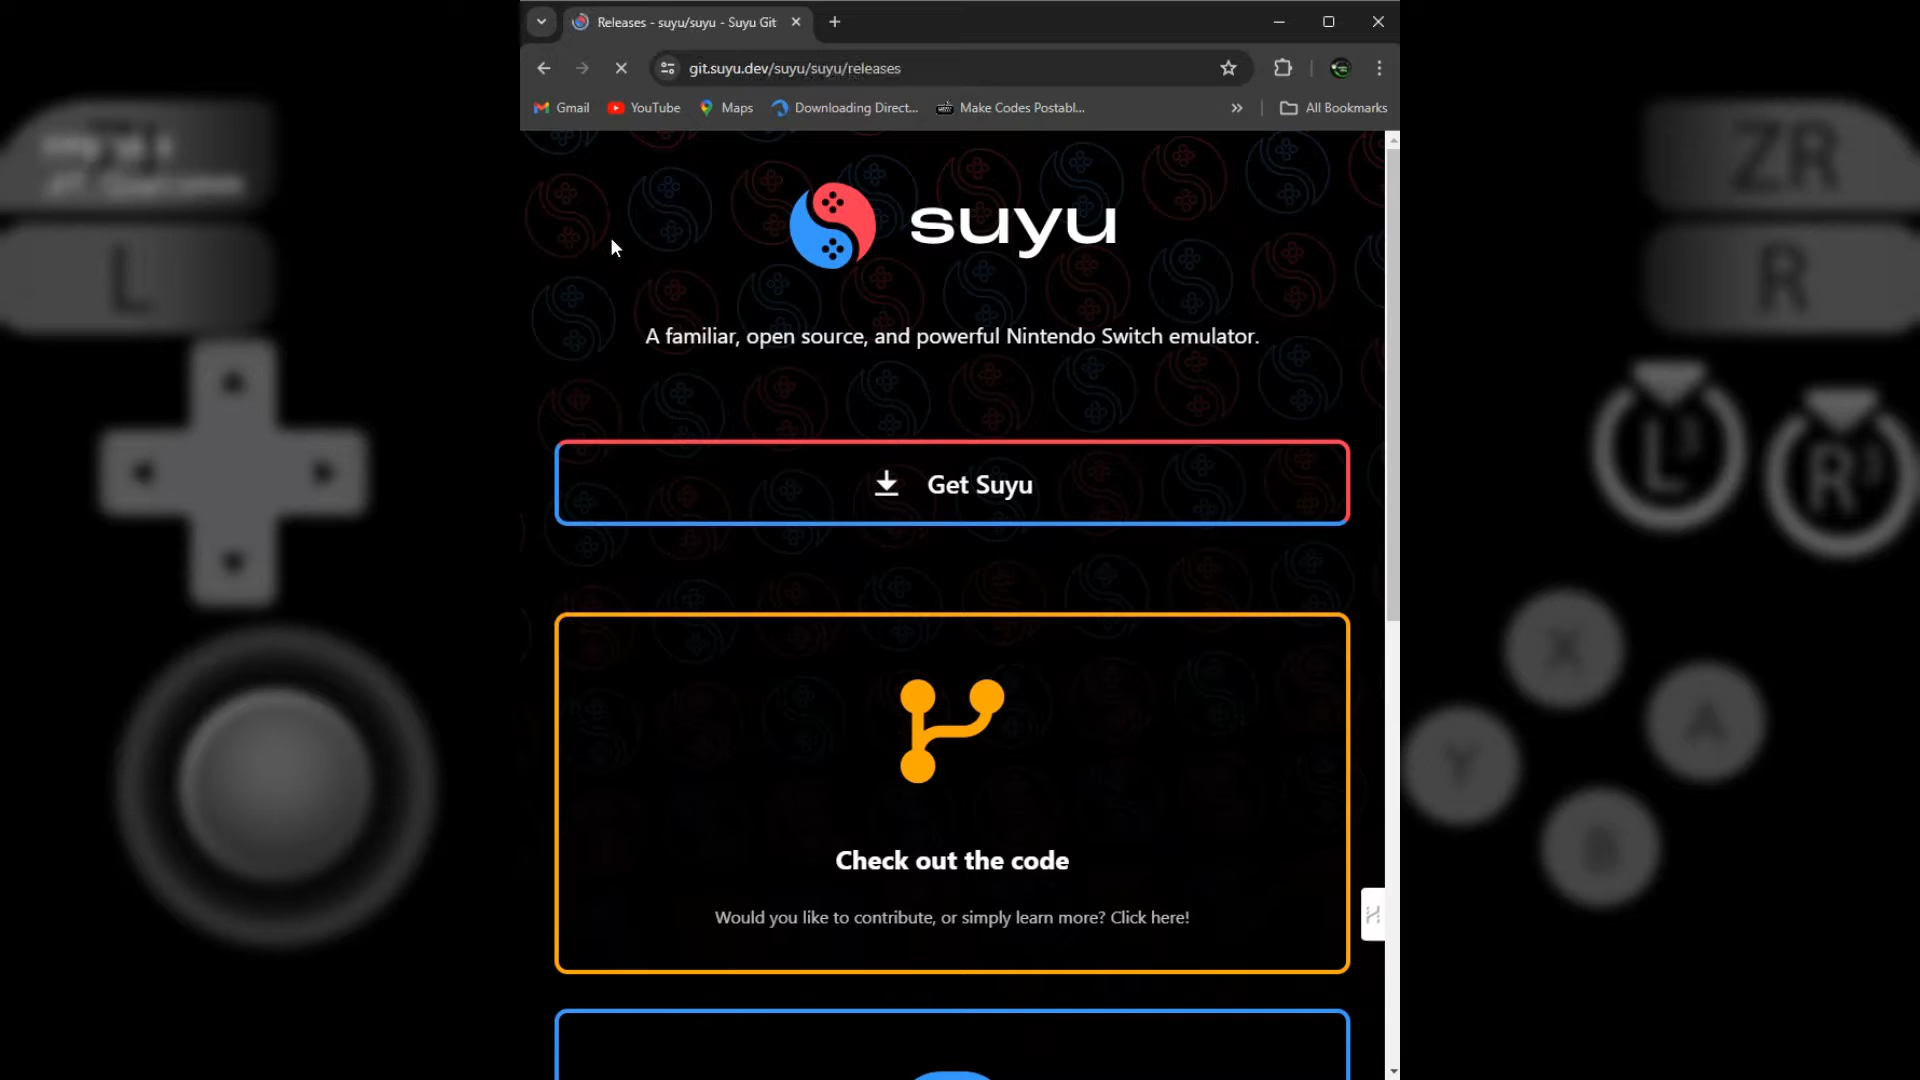 Releases - suyu/suyu - Suyu Git
git.suyu.dev/suyu/suyu/releases
Gmail
YouTube
Maps
Downloading Direct...
Make Codes Postabl...
All Bookmarks
suyu
A familiar, open source, and powerful Nintendo Switch emulator.
Get Suyu
Check out the code
Would you like to contribute, or simply learn more? Click here!
L
ZR
R
L
R
X
Y
A
B